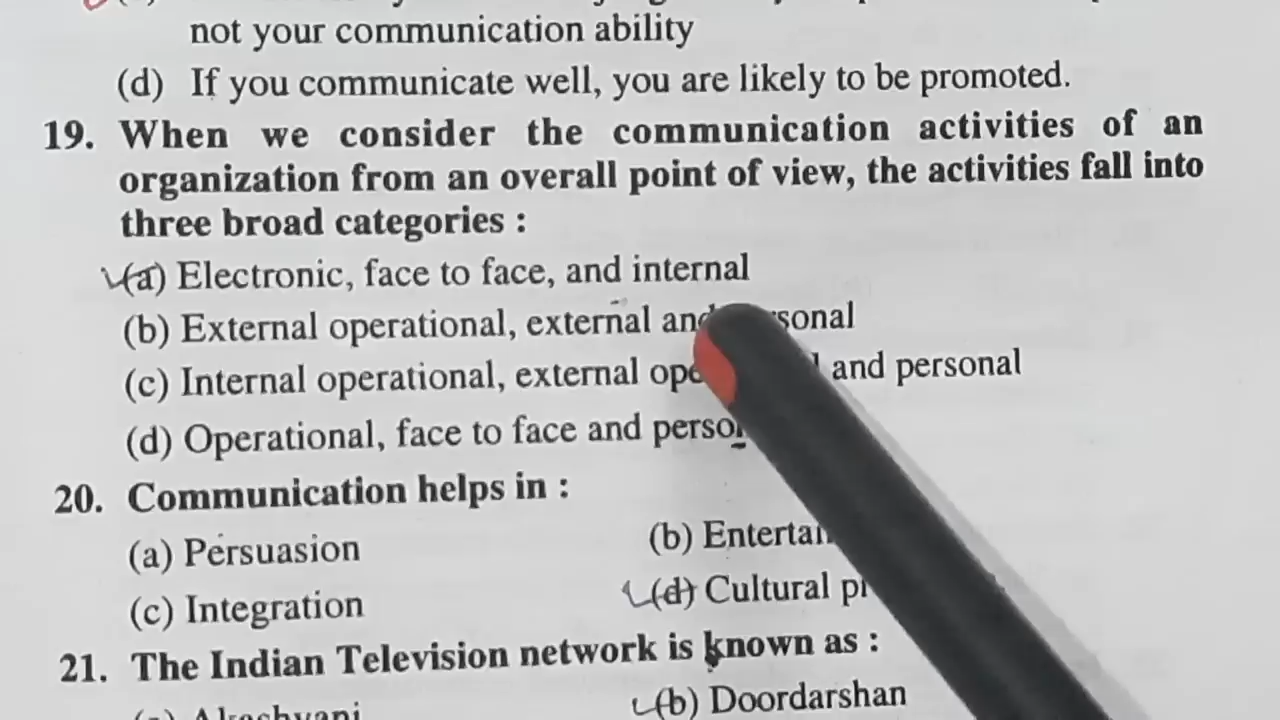 not your communication ability
(d) If you communicate well, you are likely to be promoted.
19. When we consider the communication activities of an
organization from an overall point of view, the activities fall into
three broad categories :
(a) Electronic, face to face, and internal
(b) External operational, external and
(c) Internal operational, external and personal
(d) Operational, face to face and
20. Communication helps in :
(a) Persuasion (b)
(c) Integration (d) Cultural
21. The Indian Television network is known as :
(b) Doordarshan